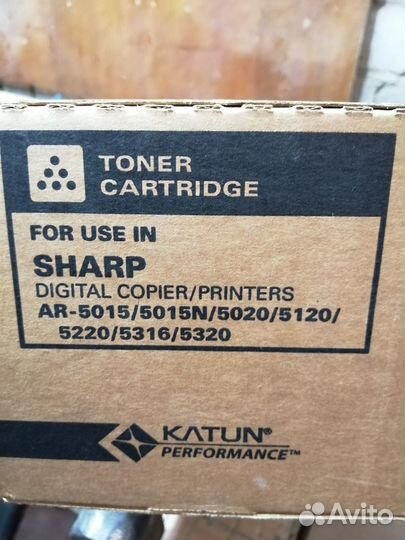 TONER
CARTRIDGE
FOR USE IN
SHARP
DIGITAL COPIER/PRINTERS
AR-5015/5015N/5020/5120/
5220/5316/5320
KATUN®
PERFORMANCE™
Avito